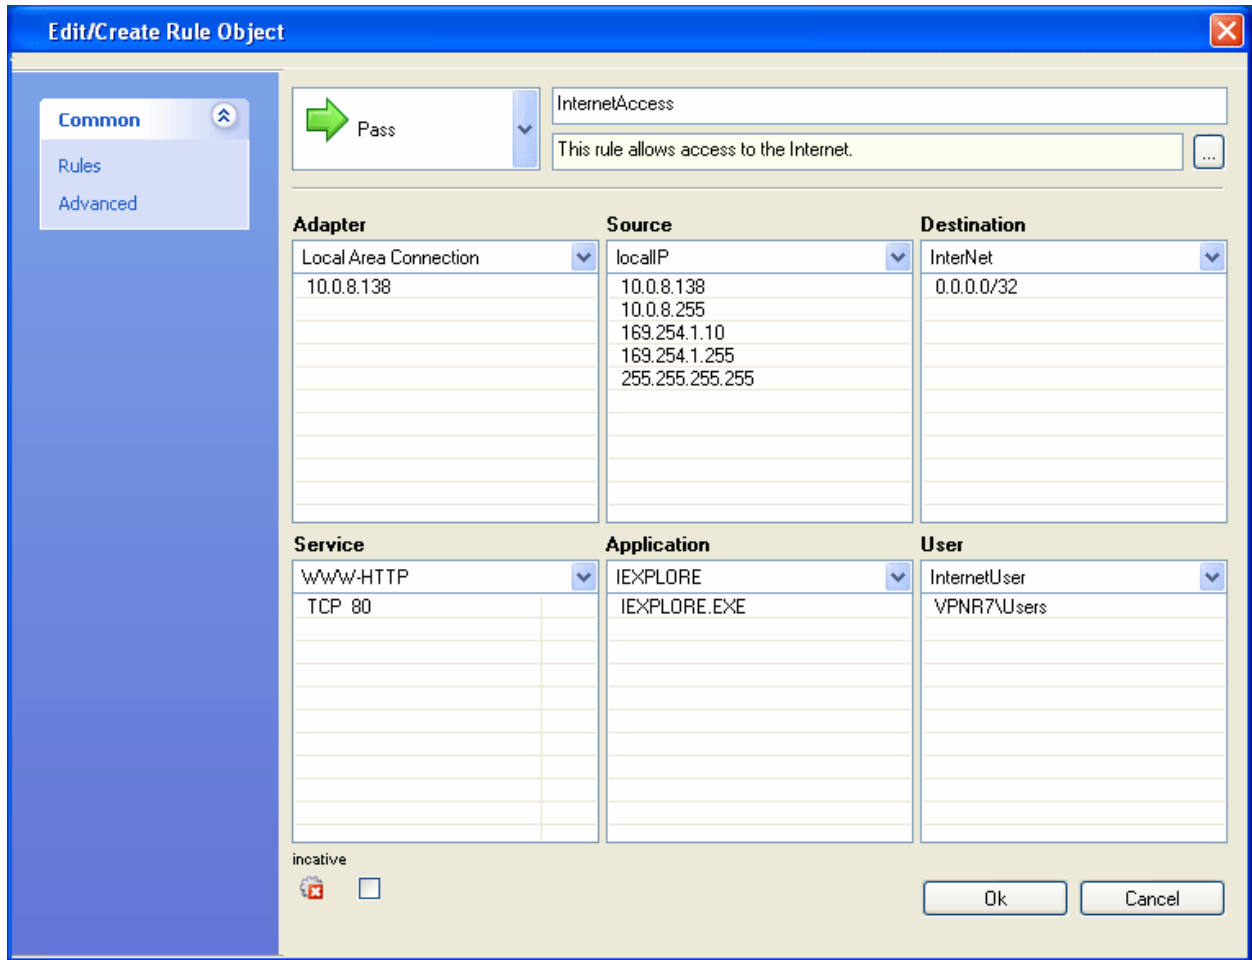 Edit/Create Rule Object
Common
Rules
Advanced
Pass
InternetAccess
This rule allows access to the Internet.
...
Adapter
Local Area Connection
10.0.8.138
Source
localIP
10.0.8.138
10.0.8.255
169.254.1.10
169.254.1.255
255.255.255.255
Destination
InterNet
0.0.0.0/32
Service
WWW-HTTP
TCP 80
Application
IEXPLORE
IEXPLORE.EXE
User
InternetUser
VPNR7\Users
incative
Ok
Cancel